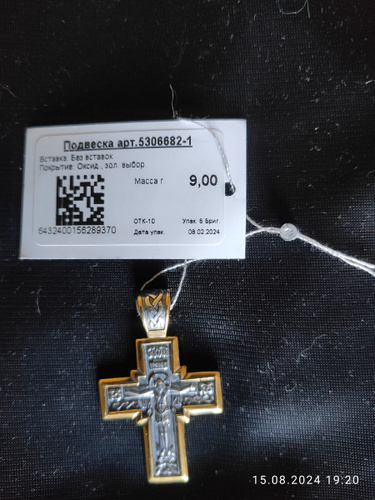 Подвеска арт.5306682-1
Вставка: Без вставок
Покрытие: Оксид , зол. выбор.
Масса г. 9,00
ОТК-10 Упак. 5 Бриг.
6432400156289370 Дата упак. 08.02.2024
15.08.2024 19:20